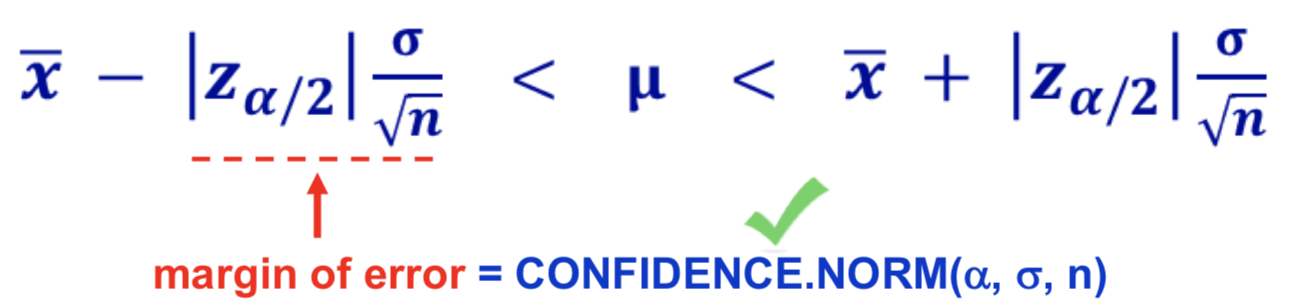 x̅ − |z_{α/2}| σ/√n < μ < x̅ + |z_{α/2}| σ/√n
margin of error = CONFIDENCE.NORM(α, σ, n)